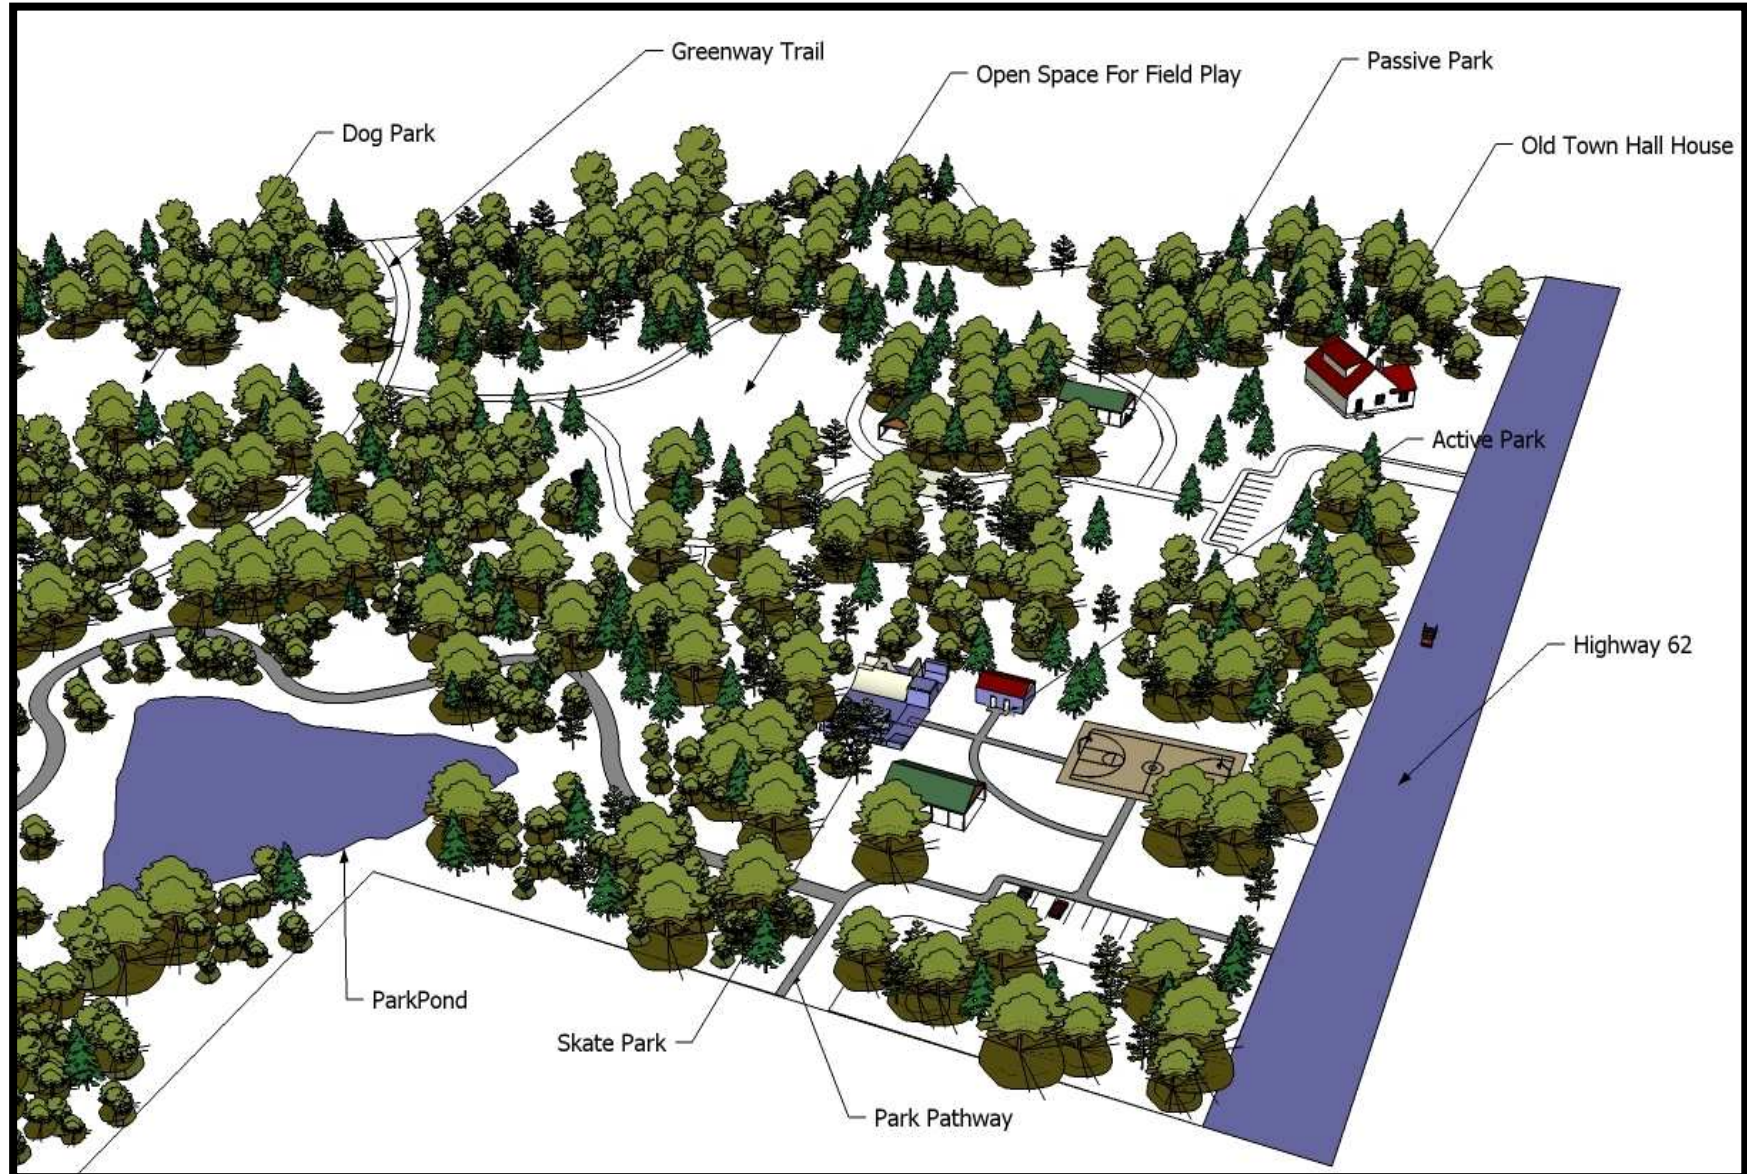 Greenway Trail
Open Space For Field Play
Passive Park
Dog Park
Old Town Hall House
Active Park
Highway 62
ParkPond
Skate Park
Park Pathway